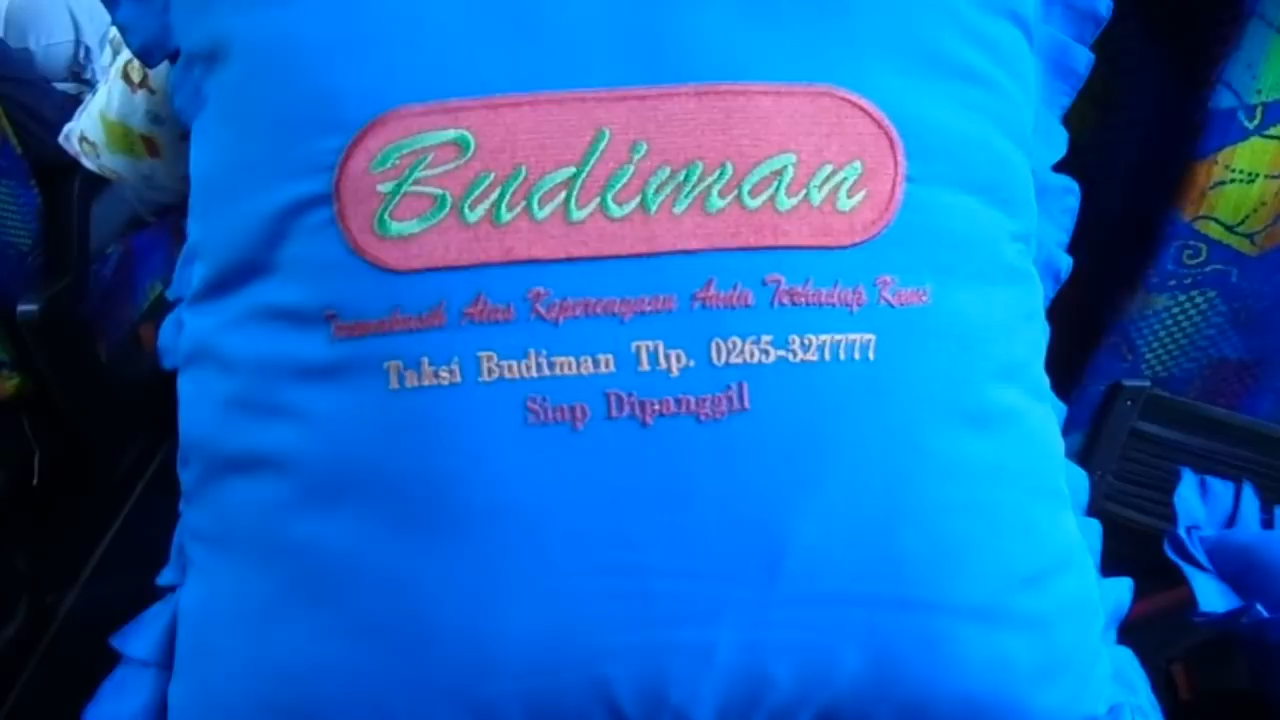 Budiman
Terimakasih Atas Kepercayaan Anda Terhadap Kami
Taksi Budiman Tlp. 0265-327777
Siap Dipanggil